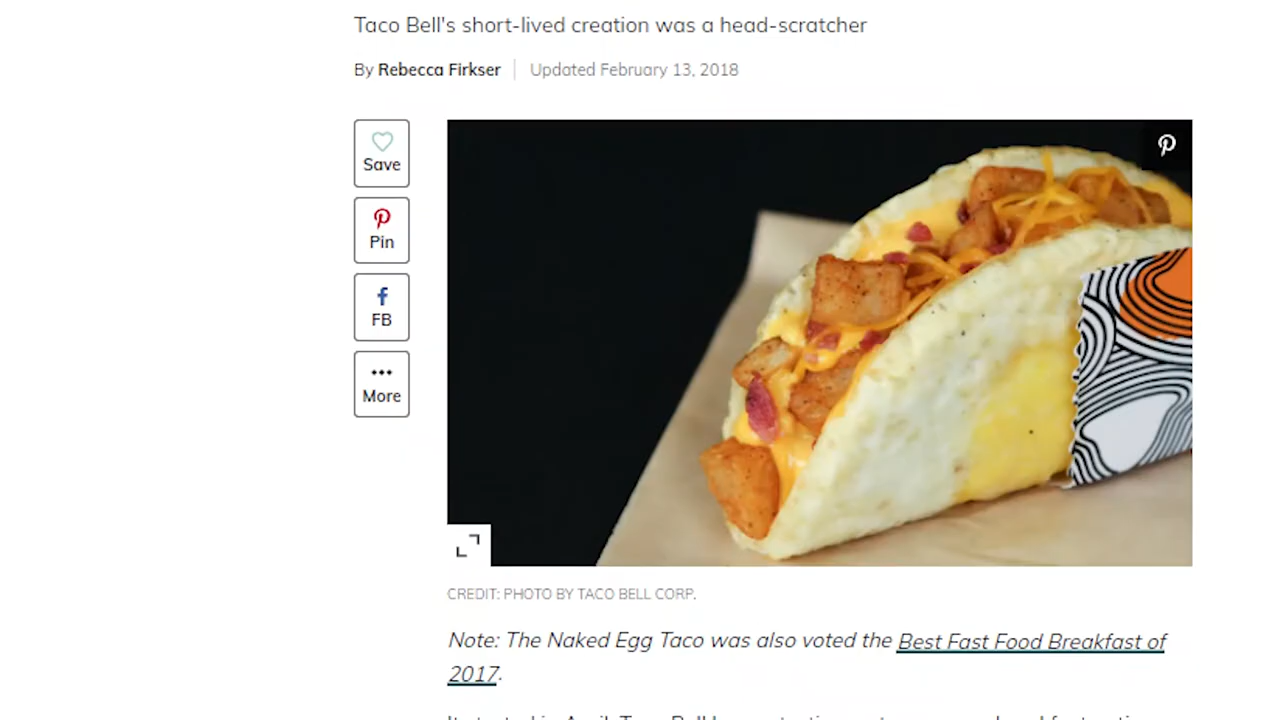 Taco Bell's short-lived creation was a head-scratcher
By Rebecca Firkser
Updated February 13, 2018
Save
Pin
FB
More
CREDIT: PHOTO BY TACO BELL CORP.
Note: The Naked Egg Taco was also voted the Best Fast Food Breakfast of
2017.